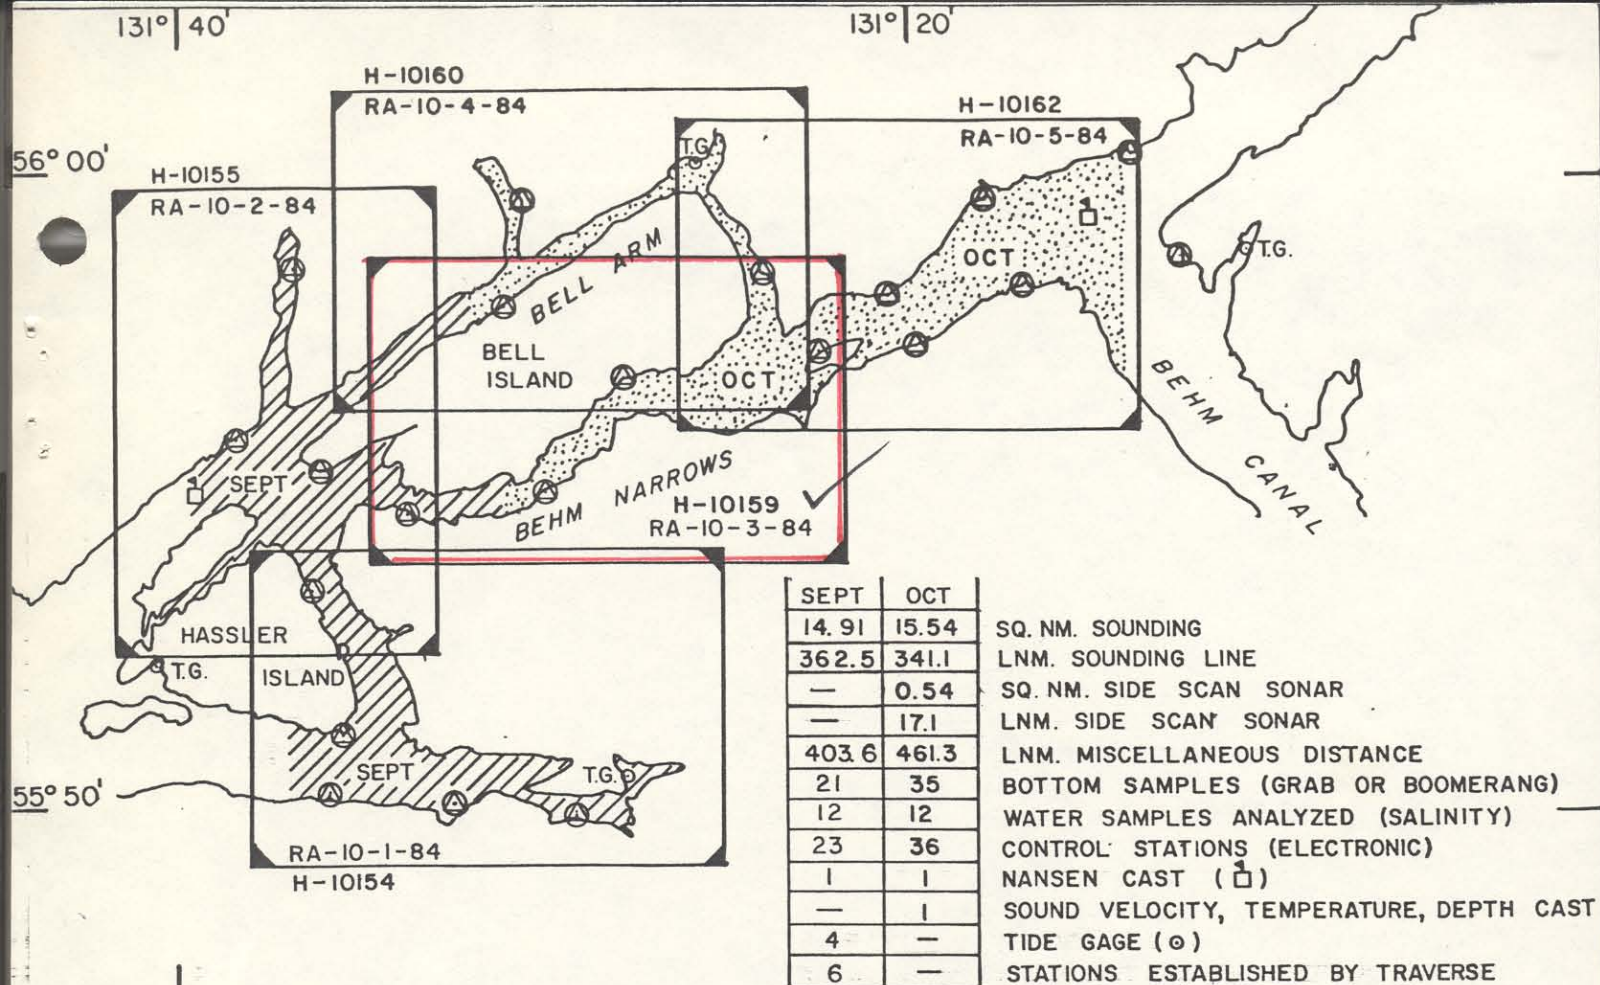 131° 40'
131° 20'
H-10160
RA-10-4-84
H-10162
RA-10-5-84
56° 00'
T.G.
H-10155
RA-10-2-84
OCT
T.G.
BELL ARM
BELL
ISLAND
OCT
BEHM
CANAL
SEPT
BEHM NARROWS
H-10159
RA-10-3-84
HASSLER
ISLAND
T.G.
SEPT
T.G.
55° 50'
RA-10-1-84
H-10154
SEPT OCT
14.91 15.54 SQ. NM. SOUNDING
362.5 341.1 LNM. SOUNDING LINE
— 0.54 SQ. NM. SIDE SCAN SONAR
— 17.1 LNM. SIDE SCAN SONAR
403.6 461.3 LNM. MISCELLANEOUS DISTANCE
21 35 BOTTOM SAMPLES (GRAB OR BOOMERANG)
12 12 WATER SAMPLES ANALYZED (SALINITY)
23 36 CONTROL STATIONS (ELECTRONIC)
1 1 NANSEN CAST ( )
— 1 SOUND VELOCITY, TEMPERATURE, DEPTH CAST
4 — TIDE GAGE (⊙)
6 — STATIONS ESTABLISHED BY TRAVERSE